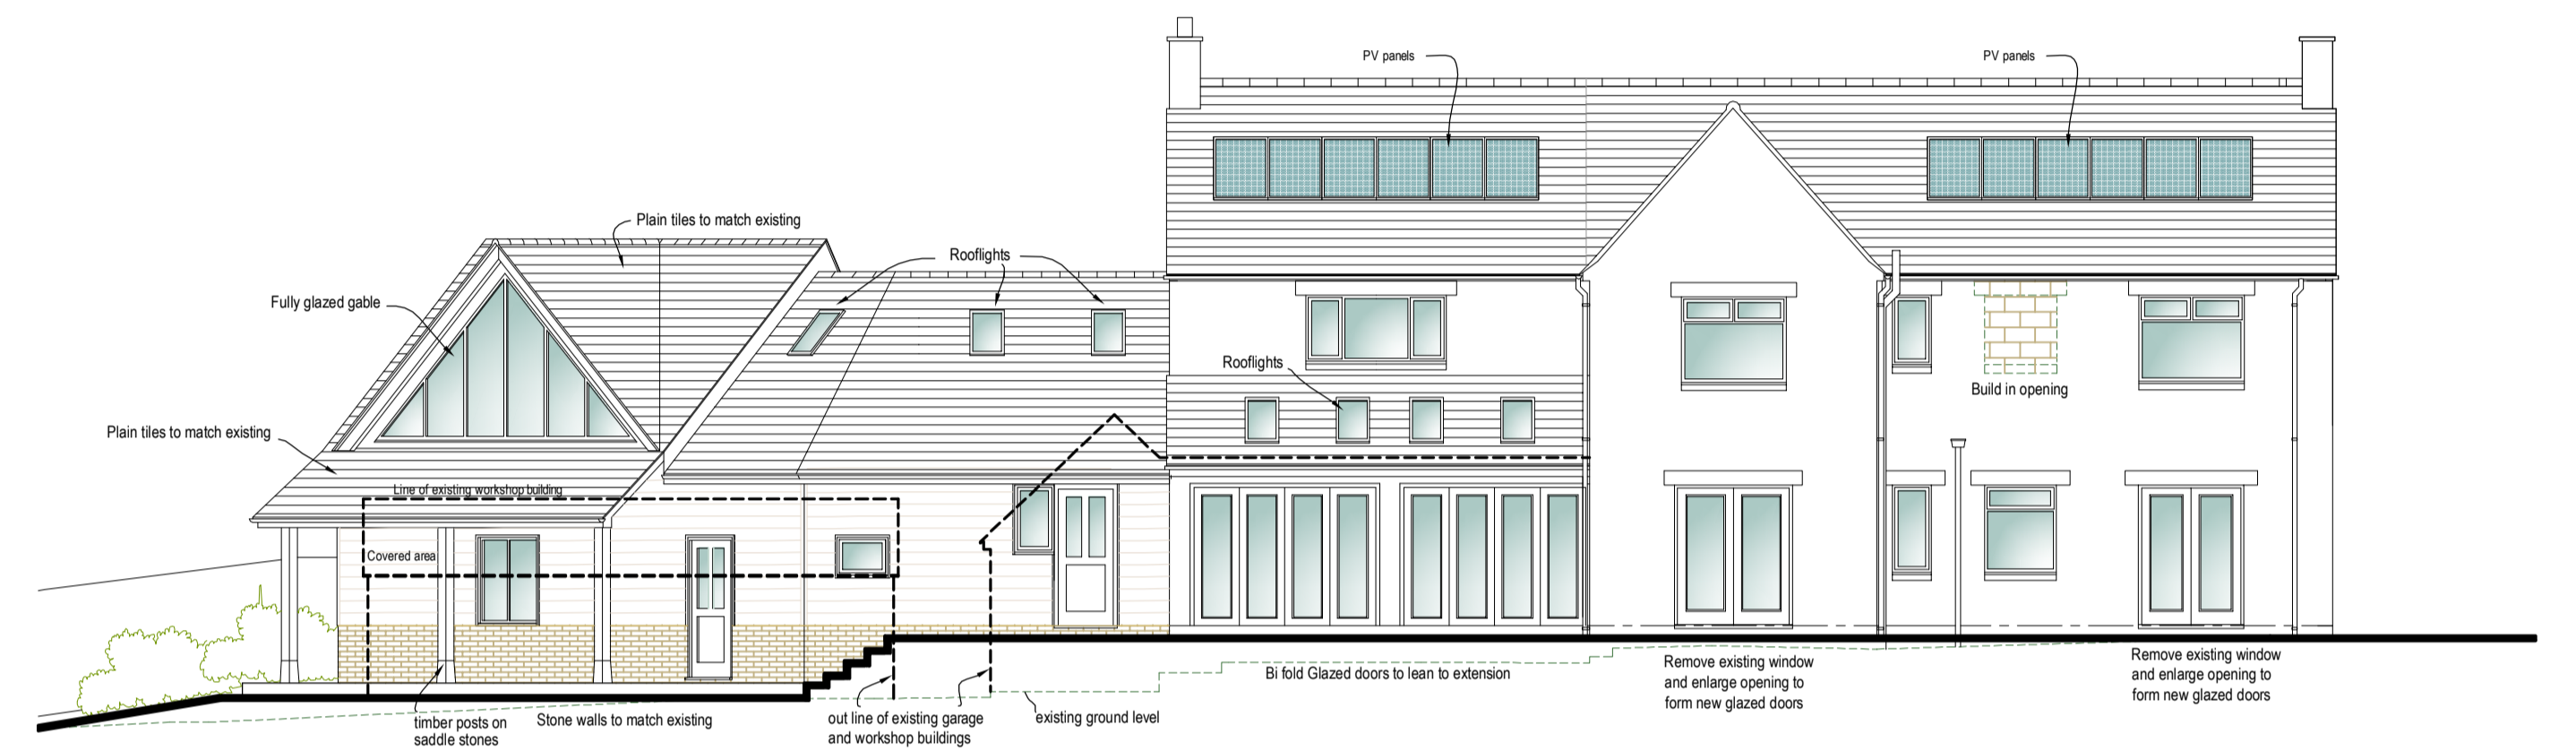 PV panels
PV panels
Plain tiles to match existing
Rooflights
Fully glazed gable
Rooflights
Build in opening
Plain tiles to match existing
Line of existing workshop building
Covered area
timber posts on
saddle stones
Stone walls to match existing
out line of existing garage
and workshop buildings
existing ground level
Bi fold Glazed doors to lean to extension
Remove existing window
and enlarge opening to
form new glazed doors
Remove existing window
and enlarge opening to
form new glazed doors